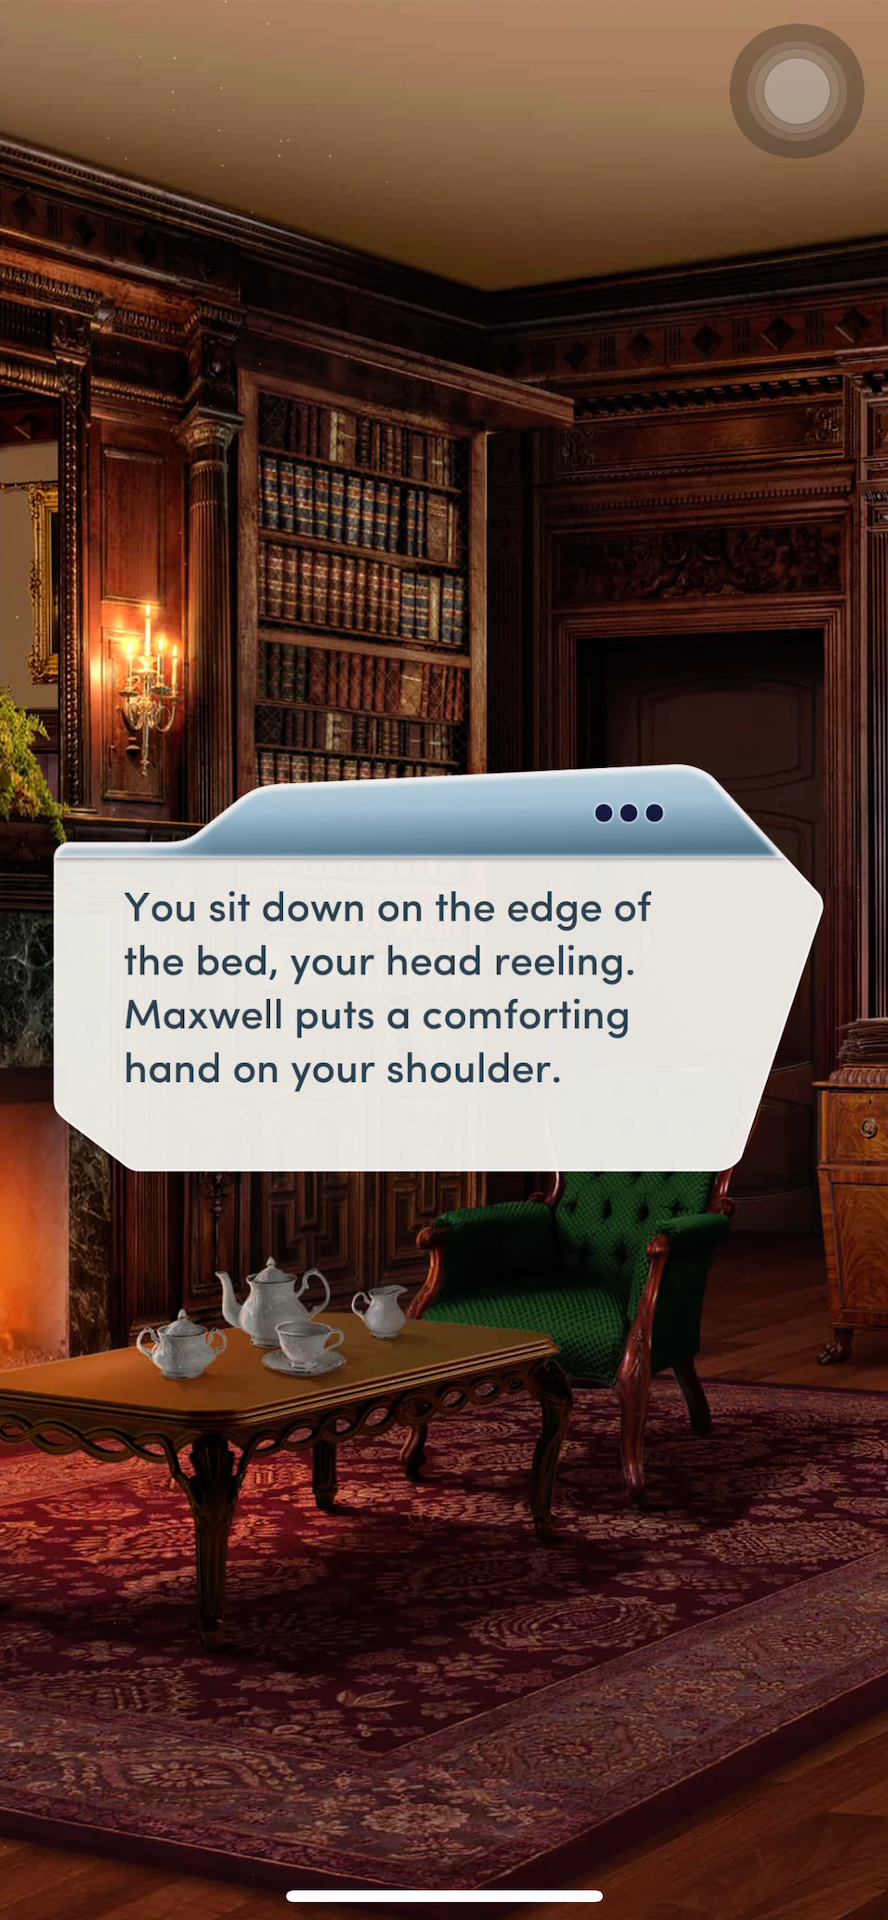 You sit down on the edge of
the bed, your head reeling.
Maxwell puts a comforting
hand on your shoulder.